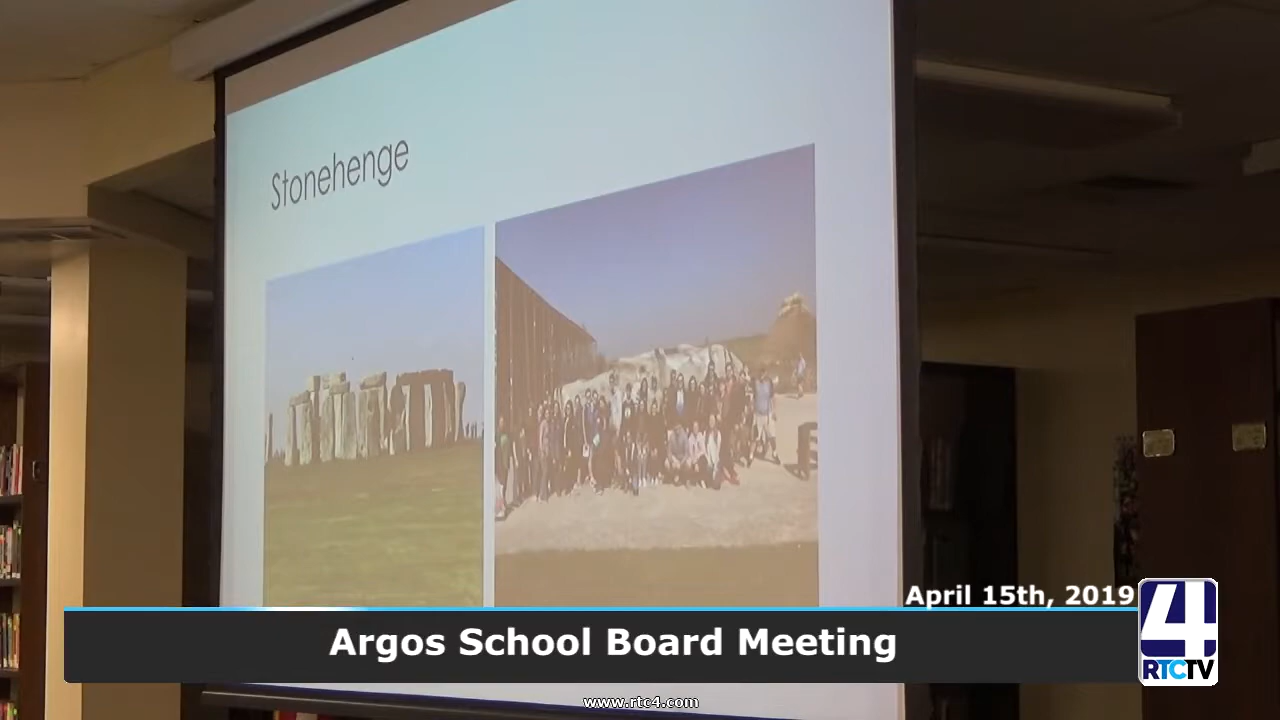 Stonehenge
April 15th, 2019
Argos School Board Meeting
4
RTCTV
www.rtc4.com